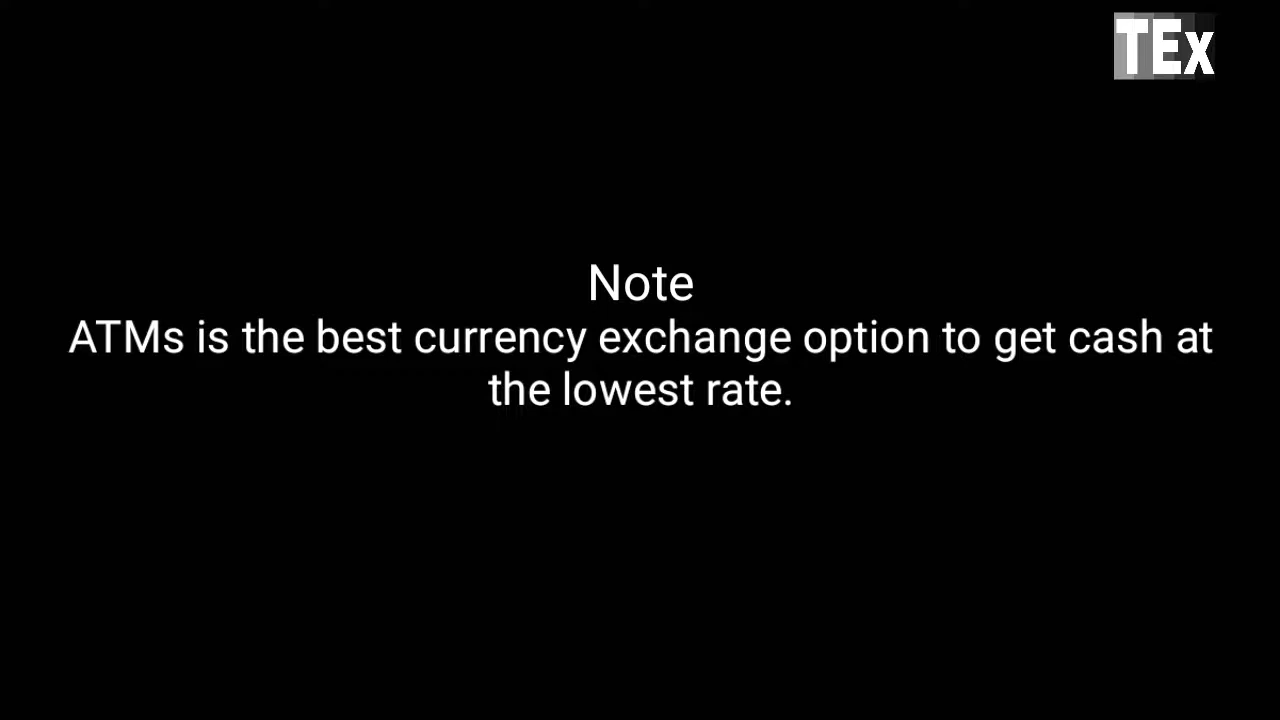 TEx
Note
ATMs is the best currency exchange option to get cash at
the lowest rate.